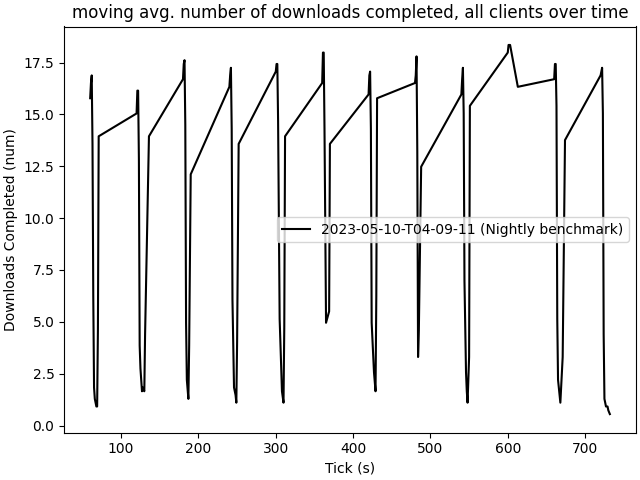 moving avg. number of downloads completed, all clients over time
Downloads Completed (num)
17.5
15.0
12.5
10.0
7.5
5.0
2.5
0.0
2023-05-10-T04-09-11 (Nightly benchmark)
100 200 300 400 500 600 700
Tick (s)